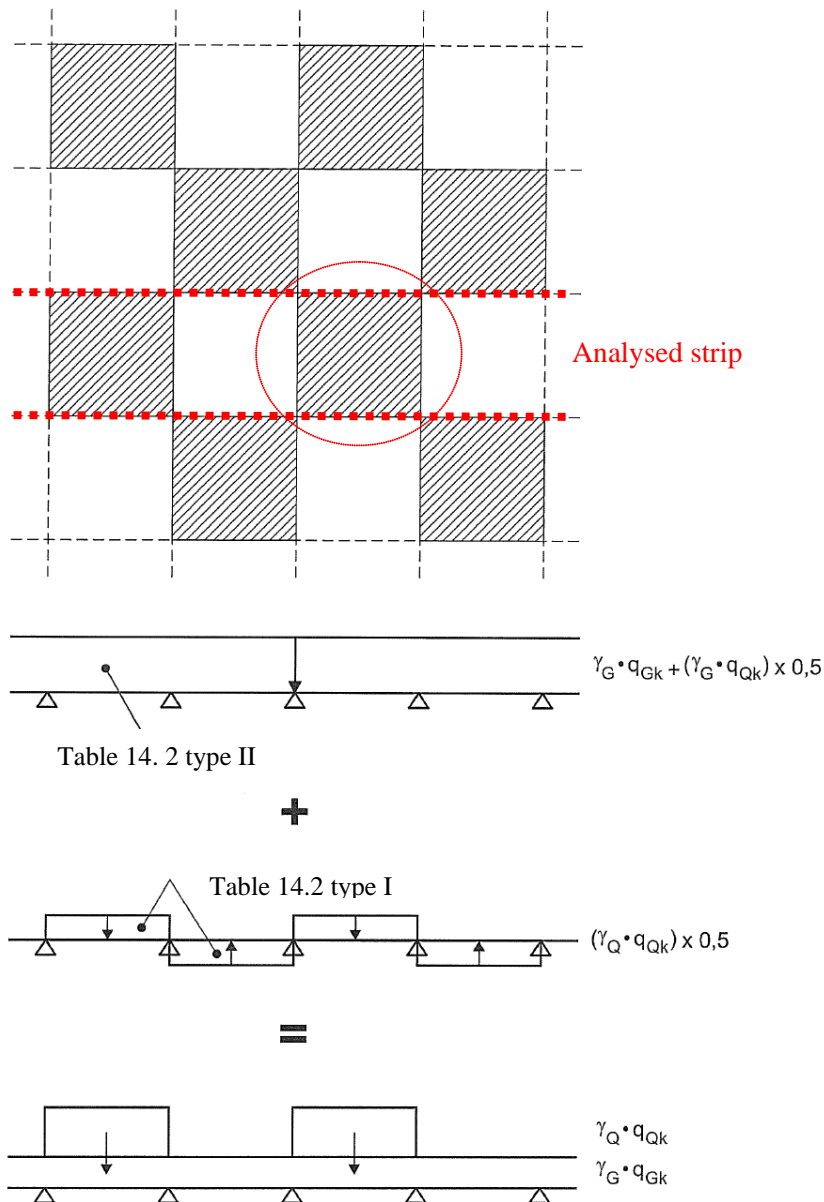 Analysed strip
γG • qGk + (γG • qQk) x 0,5
Table 14. 2 type II
+
Table 14.2 type I
(γQ • qQk) x 0,5
=
γQ • qQk
γG • qGk